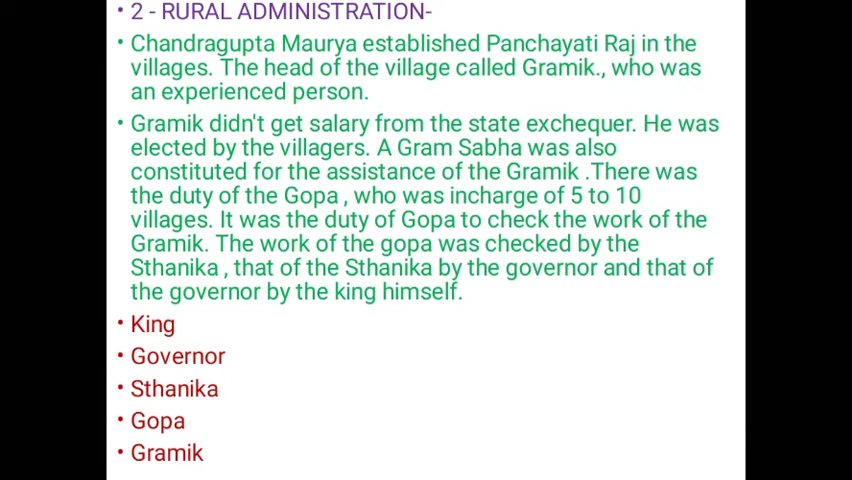 • 2 - RURAL ADMINISTRATION-
• Chandragupta Maurya established Panchayati Raj in the
villages. The head of the village called Gramik., who was
an experienced person.
• Gramik didn't get salary from the state exchequer. He was
elected by the villagers. A Gram Sabha was also
constituted for the assistance of the Gramik .There was
the duty of the Gopa , who was incharge of 5 to 10
villages. It was the duty of Gopa to check the work of the
Gramik. The work of the gopa was checked by the
Sthanika , that of the Sthanika by the governor and that of
the governor by the king himself.
• King
• Governor
• Sthanika
• Gopa
• Gramik